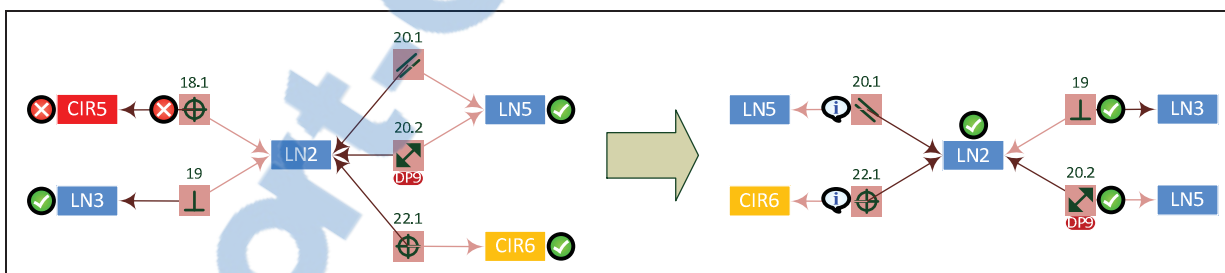 20.1
18.1
CIR5
LN5
20.2
LN2
DP9
19
LN3
22.1
CIR6
20.1
19
LN5
i
LN3
LN2
22.1
20.2
CIR6
i
LN5
DP9